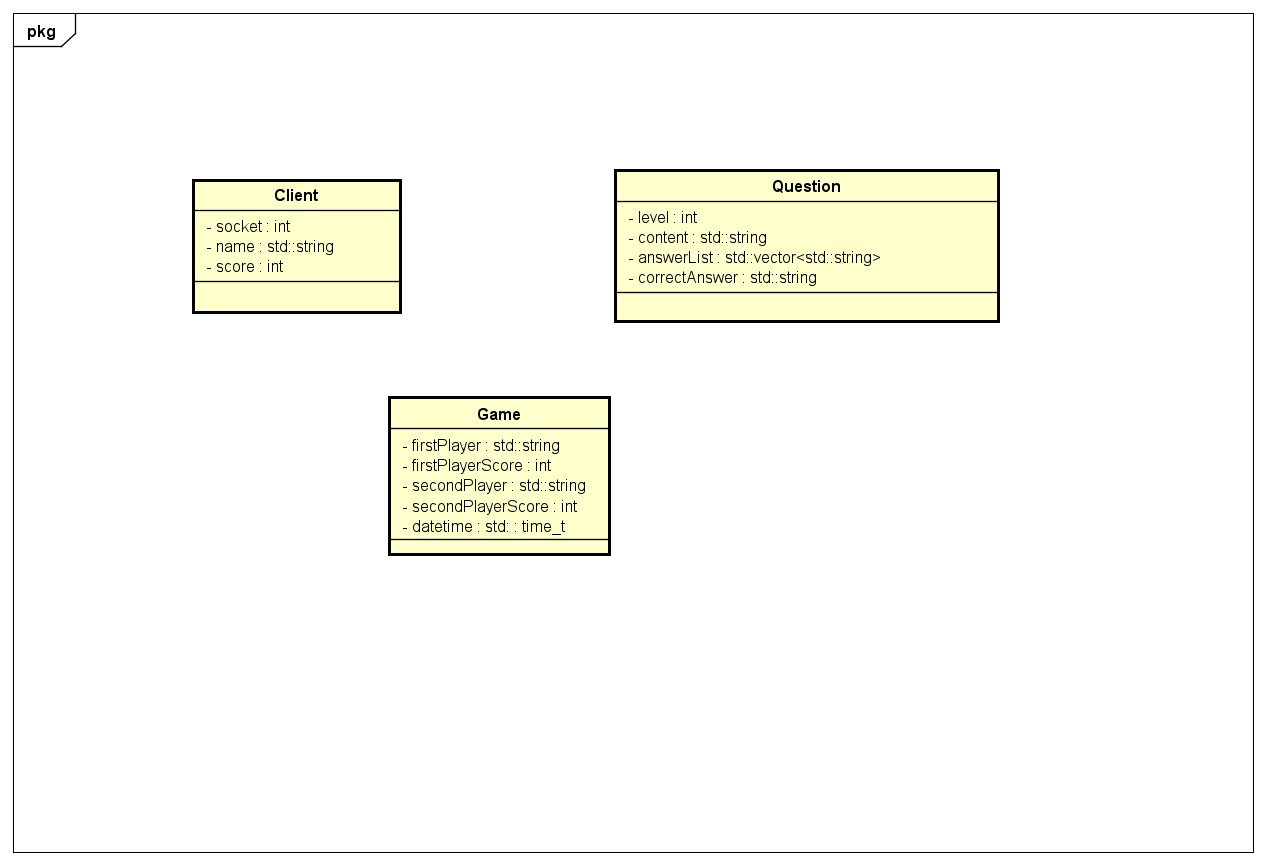 pkg
Client
- socket : int
- name : std::string
- score : int
Question
- level : int
- content : std::string
- answerList : std::vector<std::string>
- correctAnswer : std::string
Game
- firstPlayer : std::string
- firstPlayerScore : int
- secondPlayer : std::string
- secondPlayerScore : int
- datetime : std: : time_t